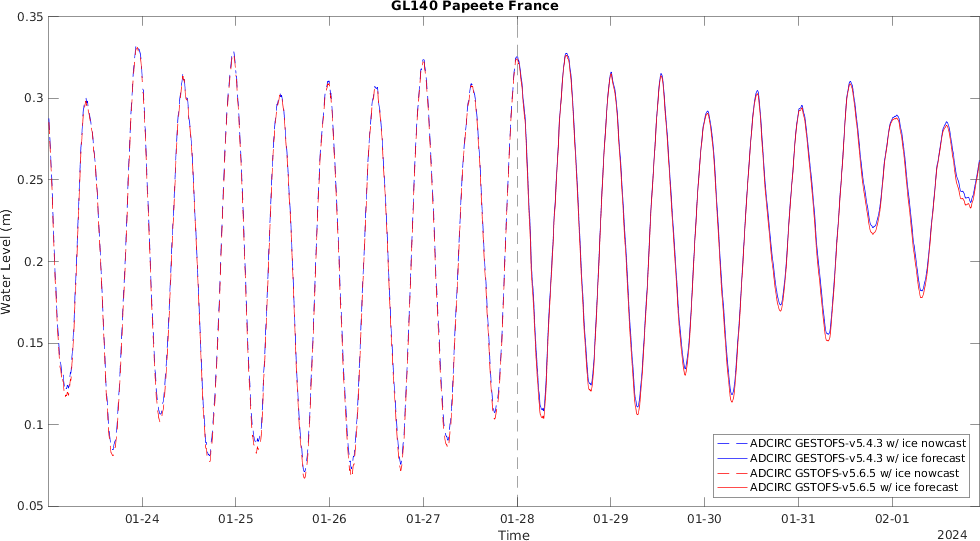 GL140 Papeete France
0.35
0.3
0.25
0.2
0.15
0.1
0.05
Water Level (m)
ADCIRC GESTOFS-v5.4.3 w/ ice nowcast
ADCIRC GESTOFS-v5.4.3 w/ ice forecast
ADCIRC GSTOFS-v5.6.5 w/ ice nowcast
ADCIRC GSTOFS-v5.6.5 w/ ice forecast
01-24 01-25 01-26 01-27 01-28 01-29 01-30 01-31 02-01
Time
2024